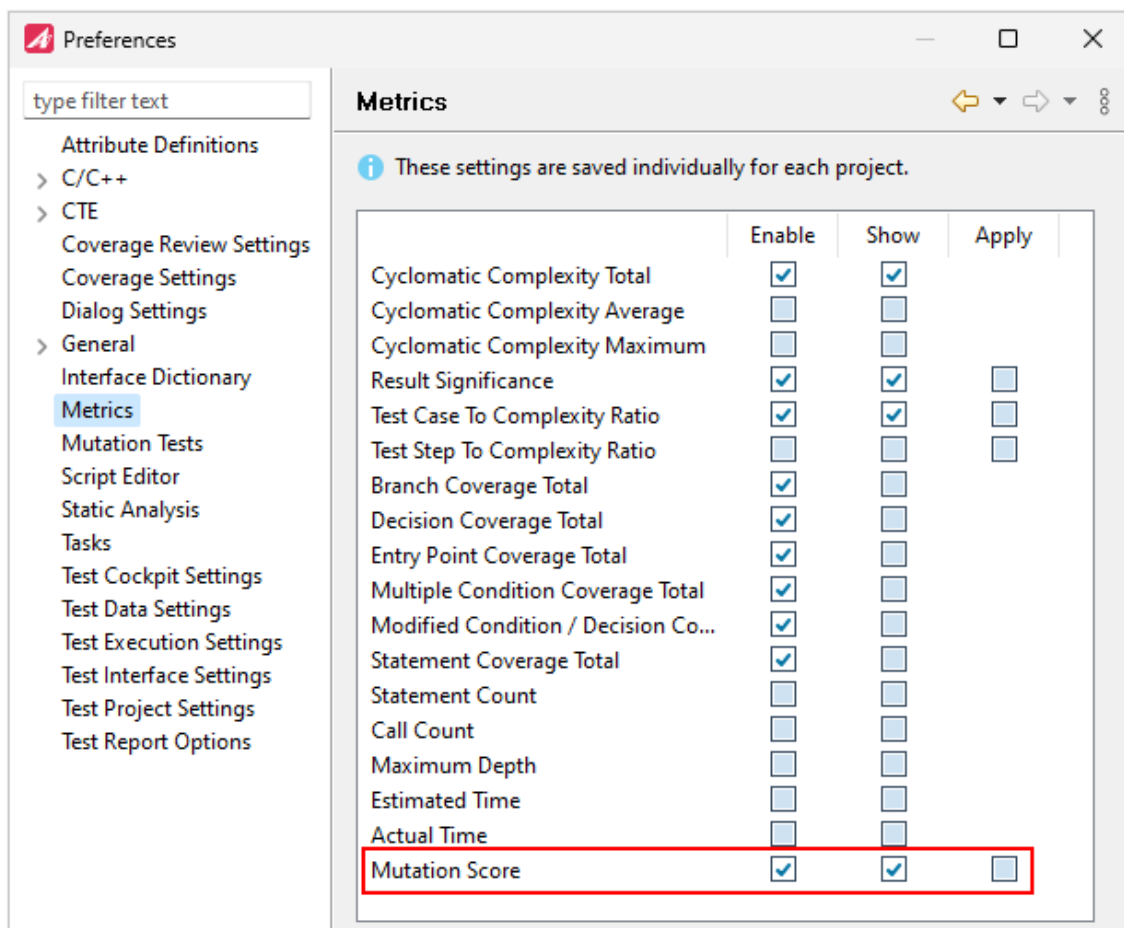 Preferences
type filter text
Attribute Definitions
C/C++
CTE
Coverage Review Settings
Coverage Settings
Dialog Settings
General
Interface Dictionary
Metrics
Mutation Tests
Script Editor
Static Analysis
Tasks
Test Cockpit Settings
Test Data Settings
Test Execution Settings
Test Interface Settings
Test Project Settings
Test Report Options
Metrics
These settings are saved individually for each project.
Enable Show Apply
Cyclomatic Complexity Total
Cyclomatic Complexity Average
Cyclomatic Complexity Maximum
Result Significance
Test Case To Complexity Ratio
Test Step To Complexity Ratio
Branch Coverage Total
Decision Coverage Total
Entry Point Coverage Total
Multiple Condition Coverage Total
Modified Condition / Decision Co...
Statement Coverage Total
Statement Count
Call Count
Maximum Depth
Estimated Time
Actual Time
Mutation Score